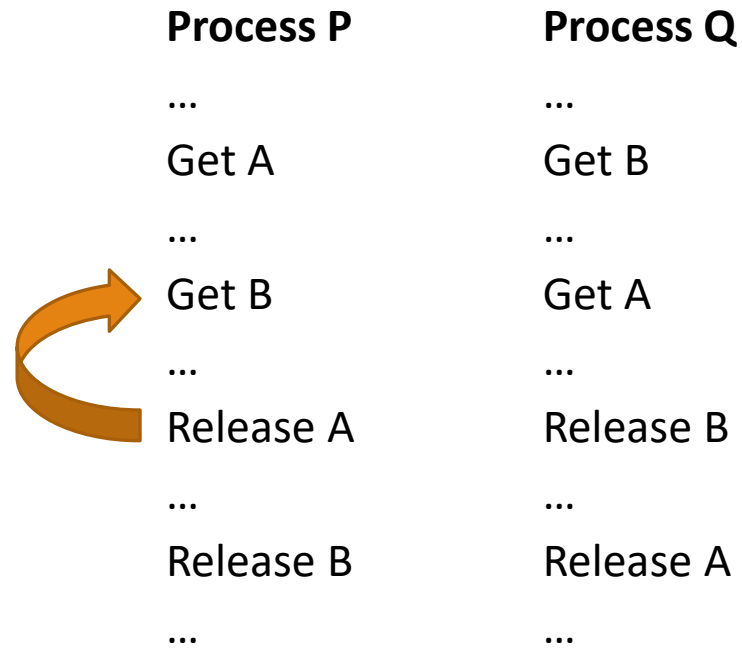 Process P Process Q
... ...
Get A Get B
... ...
Get B Get A
... ...
Release A Release B
... ...
Release B Release A
... ...